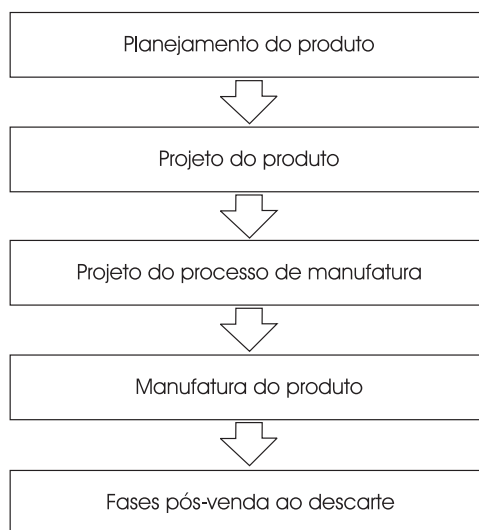 Planejamento do produto
Projeto do produto
Projeto do processo de manufatura
Manufatura do produto
Fases pós-venda ao descarte